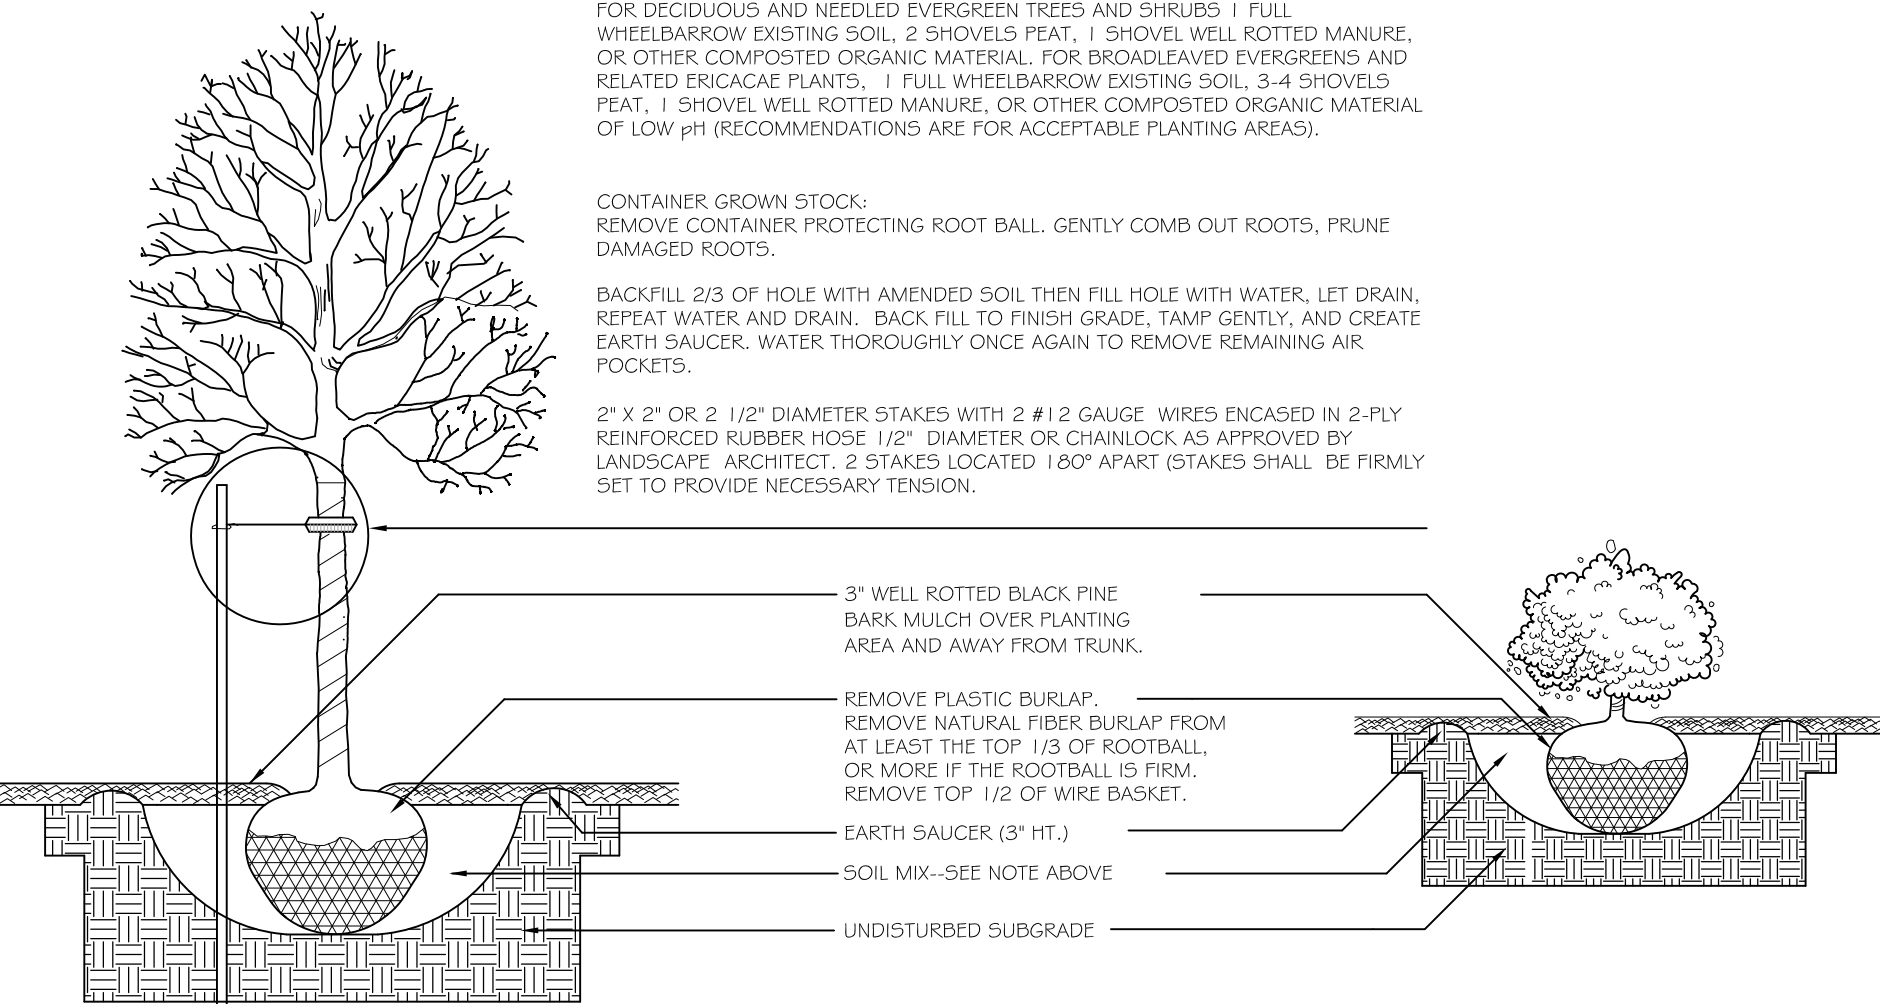 FOR DECIDUOUS AND NEEDLED EVERGREEN TREES AND SHRUBS 1 FULL
WHEELBARROW EXISTING SOIL, 2 SHOVELS PEAT, 1 SHOVEL WELL ROTTED MANURE,
OR OTHER COMPOSTED ORGANIC MATERIAL. FOR BROADLEAVED EVERGREENS AND
RELATED ERICACAE PLANTS, 1 FULL WHEELBARROW EXISTING SOIL, 3-4 SHOVELS
PEAT, 1 SHOVEL WELL ROTTED MANURE, OR OTHER COMPOSTED ORGANIC MATERIAL
OF LOW pH (RECOMMENDATIONS ARE FOR ACCEPTABLE PLANTING AREAS).
CONTAINER GROWN STOCK:
REMOVE CONTAINER PROTECTING ROOT BALL. GENTLY COMB OUT ROOTS, PRUNE
DAMAGED ROOTS.
BACKFILL 2/3 OF HOLE WITH AMENDED SOIL THEN FILL HOLE WITH WATER, LET DRAIN,
REPEAT WATER AND DRAIN. BACK FILL TO FINISH GRADE, TAMP GENTLY, AND CREATE
EARTH SAUCER. WATER THOROUGHLY ONCE AGAIN TO REMOVE REMAINING AIR
POCKETS.
2" X 2" OR 2 1/2" DIAMETER STAKES WITH 2 #12 GAUGE WIRES ENCASED IN 2-PLY
REINFORCED RUBBER HOSE 1/2" DIAMETER OR CHAINLOCK AS APPROVED BY
LANDSCAPE ARCHITECT. 2 STAKES LOCATED 180° APART (STAKES SHALL BE FIRMLY
SET TO PROVIDE NECESSARY TENSION.
3" WELL ROTTED BLACK PINE
BARK MULCH OVER PLANTING
AREA AND AWAY FROM TRUNK.
REMOVE PLASTIC BURLAP.
REMOVE NATURAL FIBER BURLAP FROM
AT LEAST THE TOP 1/3 OF ROOTBALL,
OR MORE IF THE ROOTBALL IS FIRM.
REMOVE TOP 1/2 OF WIRE BASKET.
EARTH SAUCER (3" HT.)
SOIL MIX--SEE NOTE ABOVE
UNDISTURBED SUBGRADE